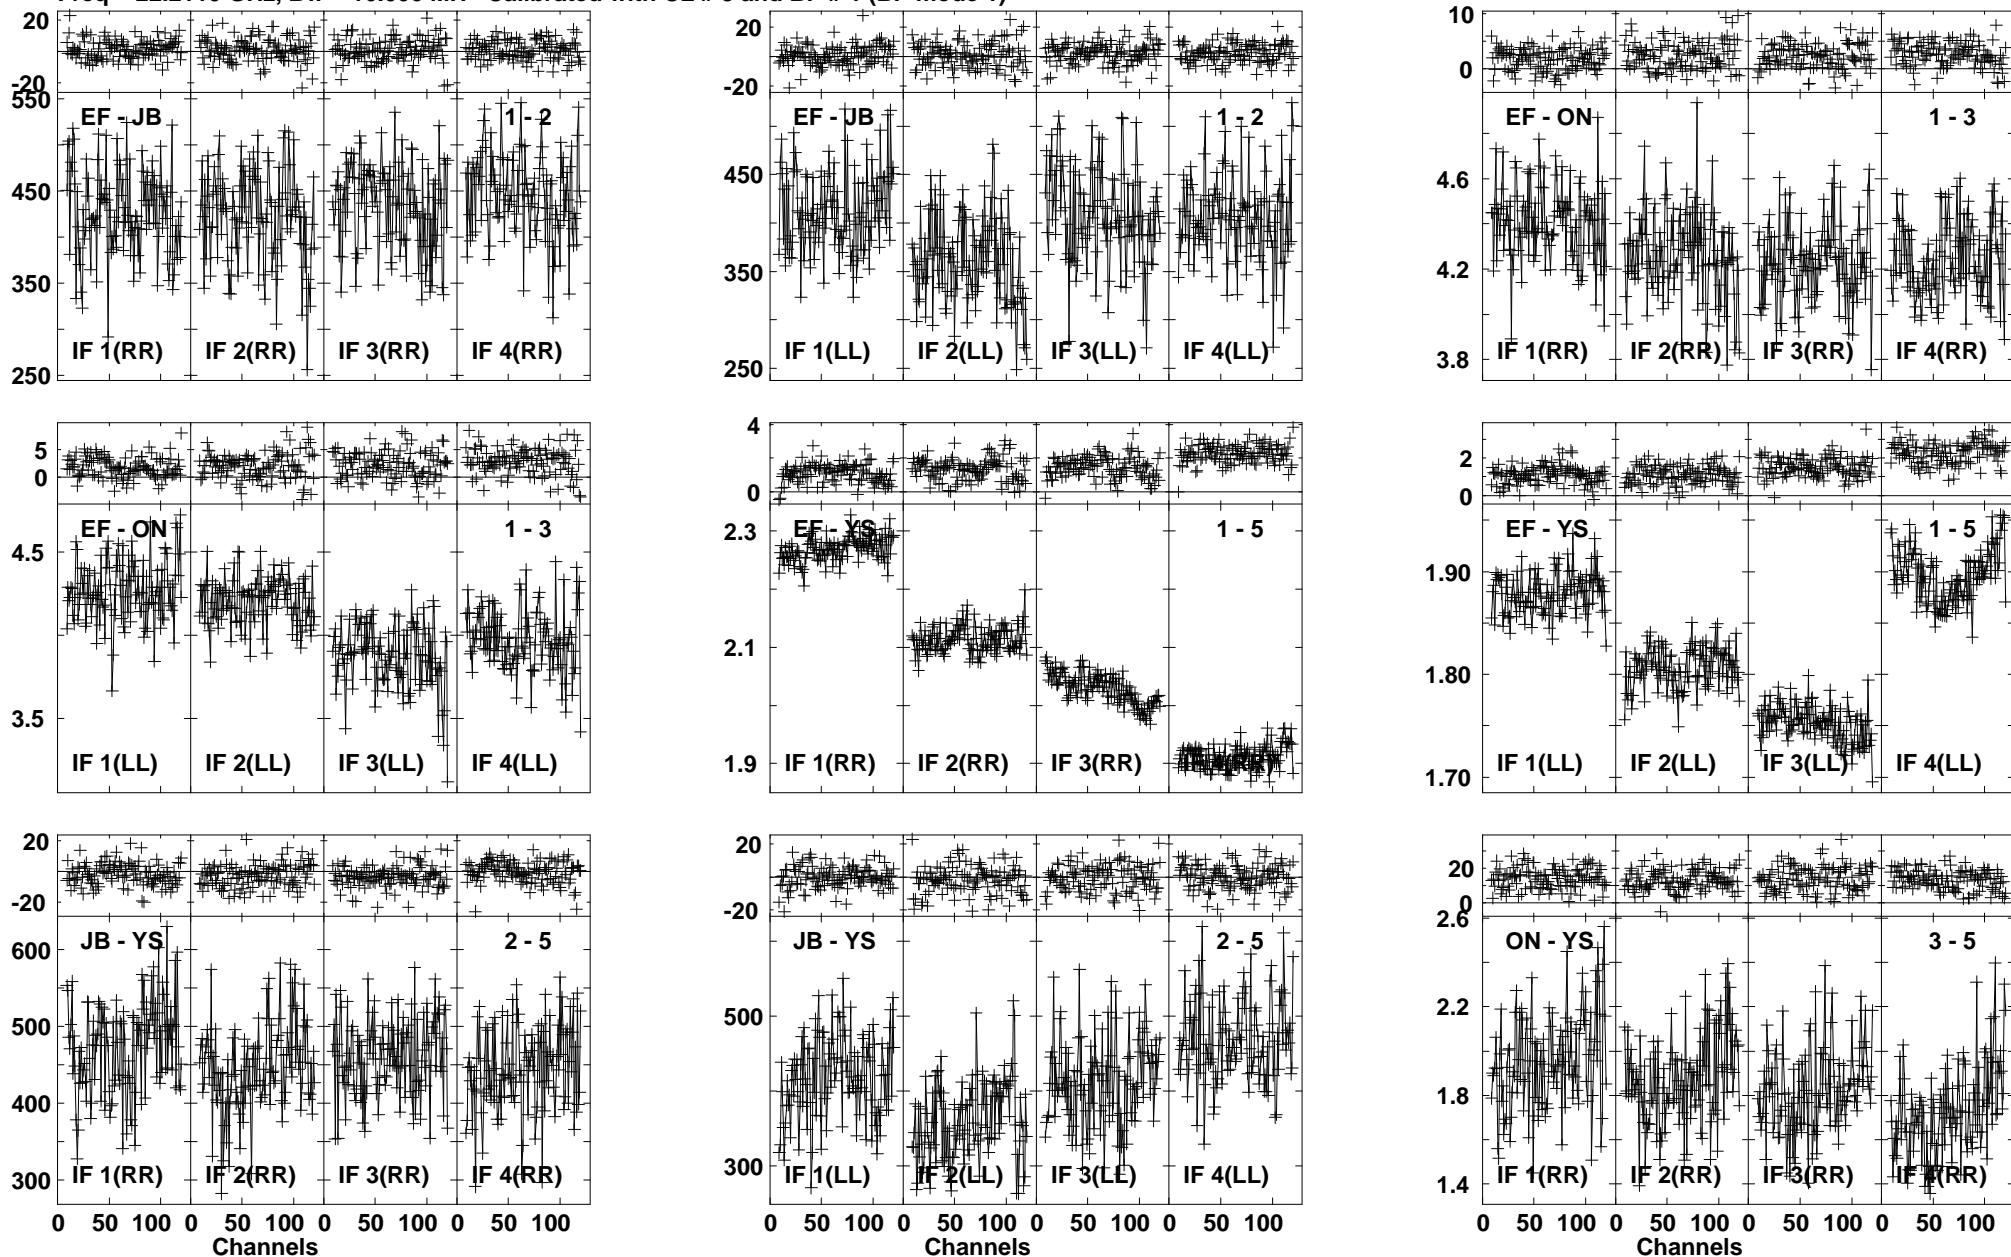 20
-20
550
450
350
250
EF - JB
1 - 2
IF 1(RR)
IF 2(RR)
IF 3(RR)
IF 4(RR)
20
0
-20
450
350
250
EF - JB
1 - 2
IF 1(LL)
IF 2(LL)
IF 3(LL)
IF 4(LL)
10
5
0
4.6
4.2
3.8
EF - ON
1 - 3
IF 1(RR)
IF 2(RR)
IF 3(RR)
IF 4(RR)
5
0
4.5
3.5
EF - ON
1 - 3
IF 1(LL)
IF 2(LL)
IF 3(LL)
IF 4(LL)
4
2
0
2.3
2.1
1.9
EF - YS
1 - 5
IF 1(RR)
IF 2(RR)
IF 3(RR)
IF 4(RR)
2
0
1.90
1.80
1.70
EF - YS
1 - 5
IF 1(LL)
IF 2(LL)
IF 3(LL)
IF 4(LL)
20
0
-20
600
500
400
300
JB - YS
2 - 5
IF 1(RR)
IF 2(RR)
IF 3(RR)
IF 4(RR)
0 50 100 0 50 100 0 50 100 0 50 100
Channels
20
0
-20
500
300
JB - YS
2 - 5
IF 1(LL)
IF 2(LL)
IF 3(LL)
IF 4(LL)
0 50 100 0 50 100 0 50 100 0 50 100
Channels
20
0
2.6
2.2
1.8
1.4
ON - YS
3 - 5
IF 1(RR)
IF 2(RR)
IF 3(RR)
IF 4(RR)
0 50 100 0 50 100 0 50 100 0 50 100
Channels